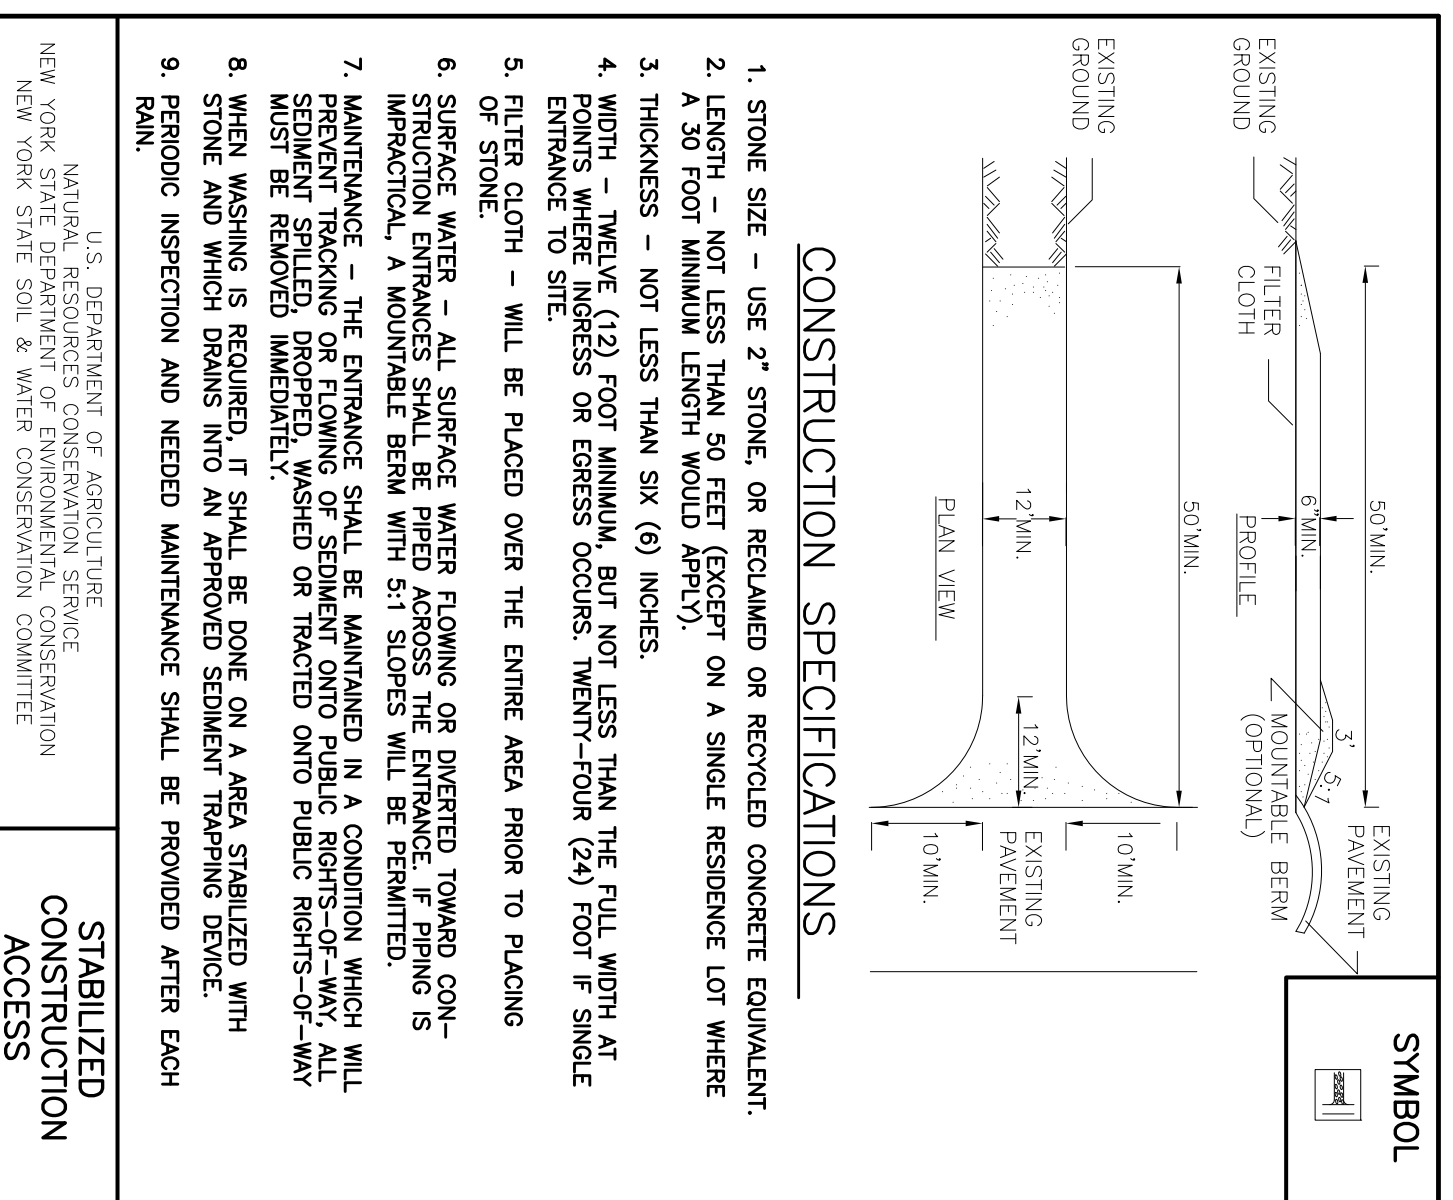 SYMBOL
EXISTING
PAVEMENT
50'MIN.
EXISTING
GROUND
FILTER
CLOTH
6"MIN.
PROFILE
3'
5:1
MOUNTABLE BERM
(OPTIONAL)
50'MIN.
EXISTING
GROUND
12'MIN.
PLAN VIEW
12'MIN.
10'MIN.
EXISTING
PAVEMENT
10'MIN.
CONSTRUCTION SPECIFICATIONS
1. STONE SIZE – USE 2" STONE, OR RECLAIMED OR RECYCLED CONCRETE EQUIVALENT.
2. LENGTH – NOT LESS THAN 50 FEET (EXCEPT ON A SINGLE RESIDENCE LOT WHERE
A 30 FOOT MINIMUM LENGTH WOULD APPLY).
3. THICKNESS – NOT LESS THAN SIX (6) INCHES.
4. WIDTH – TWELVE (12) FOOT MINIMUM, BUT NOT LESS THAN THE FULL WIDTH AT
POINTS WHERE INGRESS OR EGRESS OCCURS. TWENTY–FOUR (24) FOOT IF SINGLE
ENTRANCE TO SITE.
5. FILTER CLOTH – WILL BE PLACED OVER THE ENTIRE AREA PRIOR TO PLACING
OF STONE.
6. SURFACE WATER – ALL SURFACE WATER FLOWING OR DIVERTED TOWARD CON–
STRUCTION ENTRANCES SHALL BE PIPED ACROSS THE ENTRANCE. IF PIPING IS
IMPRACTICAL, A MOUNTABLE BERM WITH 5:1 SLOPES WILL BE PERMITTED.
7. MAINTENANCE – THE ENTRANCE SHALL BE MAINTAINED IN A CONDITION WHICH WILL
PREVENT TRACKING OR FLOWING OF SEDIMENT ONTO PUBLIC RIGHTS–OF–WAY, ALL
SEDIMENT SPILLED, DROPPED, WASHED OR TRACTED ONTO PUBLIC RIGHTS–OF–WAY
MUST BE REMOVED IMMEDIATELY.
8. WHEN WASHING IS REQUIRED, IT SHALL BE DONE ON A AREA STABILIZED WITH
STONE AND WHICH DRAINS INTO AN APPROVED SEDIMENT TRAPPING DEVICE.
9. PERIODIC INSPECTION AND NEEDED MAINTENANCE SHALL BE PROVIDED AFTER EACH
RAIN.
U.S. DEPARTMENT OF AGRICULTURE
NATURAL RESOURCES CONSERVATION SERVICE
NEW YORK STATE DEPARTMENT OF ENVIRONMENTAL CONSERVATION
NEW YORK STATE SOIL & WATER CONSERVATION COMMITTEE
STABILIZED
CONSTRUCTION
ACCESS